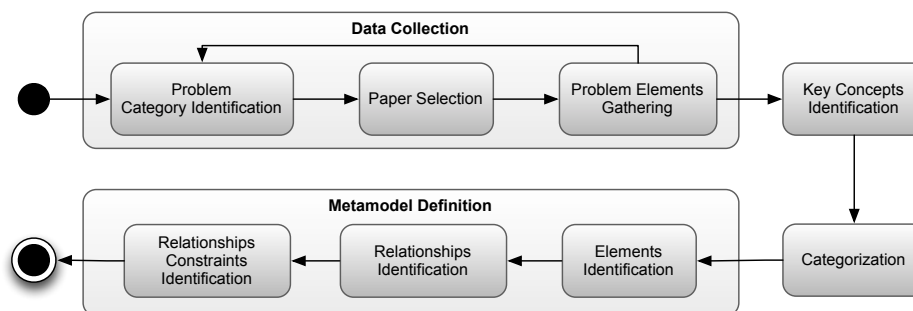 Data Collection
Problem
Category Identification
Paper Selection
Problem Elements
Gathering
Key Concepts
Identification
Metamodel Definition
Relationships
Constraints
Identification
Relationships
Identification
Elements
Identification
Categorization